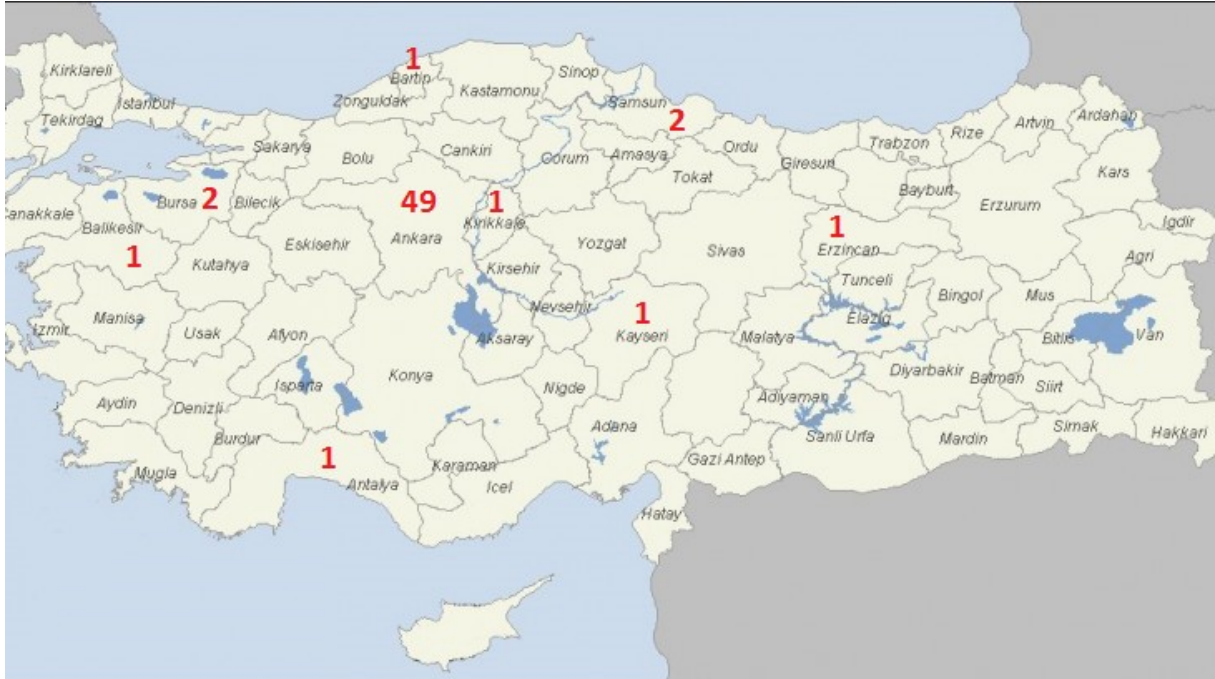 1
Kirklareli
Sinop
Bartin
Istanbul
Zonguldak
Kastamonu
Samsun
Ardahan
Tekirdag
2
Artvin
Rize
Sakarya
Bolu
Cankiri
Corum
Amasya
Ordu
Trabzon
Giresun
Kars
Tokat
Bayburt
2
49
1
Canakkale
Bursa
Bilecik
Erzurum
Balikesir
Kirikkale
1
Igdir
Ankara
Eskisehir
Yozgat
Sivas
Erzincan
1
Kutahya
Agri
Kirsehir
Tunceli
Bingol
Mus
Nevsehir
1
Manisa
Izmir
Usak
Afyon
Aksaray
Kayseri
Malatya
Elazig
Bitlis
Van
Konya
Diyarbakir
Batman
Siirt
Isparta
Nigde
Adiyaman
Aydin
Denizli
Adana
Sirnak
Burdur
Sanli Urfa
Mardin
Hakkari
1
Gazi Antep
Mugla
Karaman
Antalya
Icel
Hatay